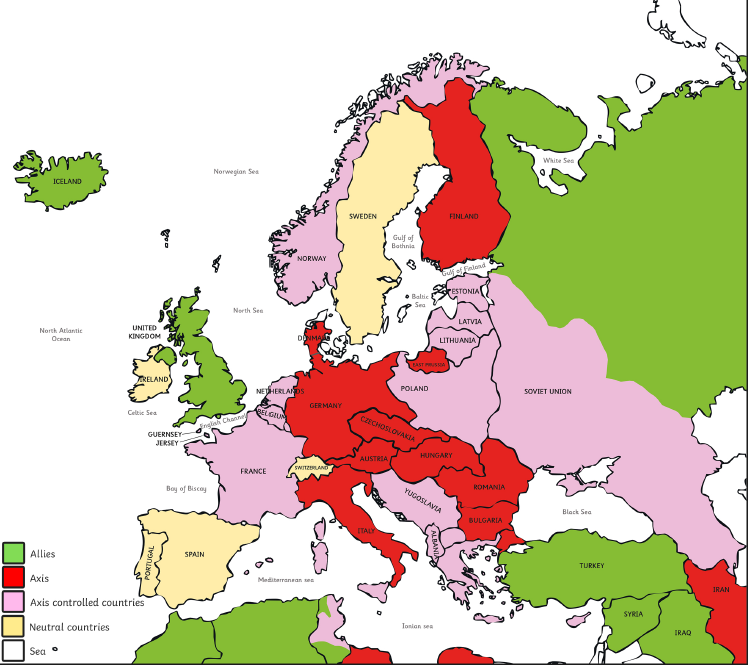 White Sea
Norwegian Sea
ICELAND
SWEDEN
FINLAND
Gulf of
Bothnia
NORWAY
Gulf of Finland
ESTONIA
Baltic
Sea
North Sea
LATVIA
North Atlantic
Ocean
UNITED
KINGDOM
DENMARK
LITHUANIA
EAST PRUSSIA
IRELAND
NETHERLANDS
POLAND
SOVIET UNION
GERMANY
Celtic Sea
BELGIUM
English Channel
CZECHOSLOVAKIA
GUERNSEY
JERSEY
HUNGARY
AUSTRIA
SWITZERLAND
FRANCE
ROMANIA
Bay of Biscay
YUGOSLAVIA
Black Sea
BULGARIA
ITALY
ALBANIA
SPAIN
PORTUGAL
TURKEY
Mediterranean sea
IRAN
SYRIA
Ionian sea
IRAQ
Allies
Axis
Axis controlled countries
Neutral countries
Sea